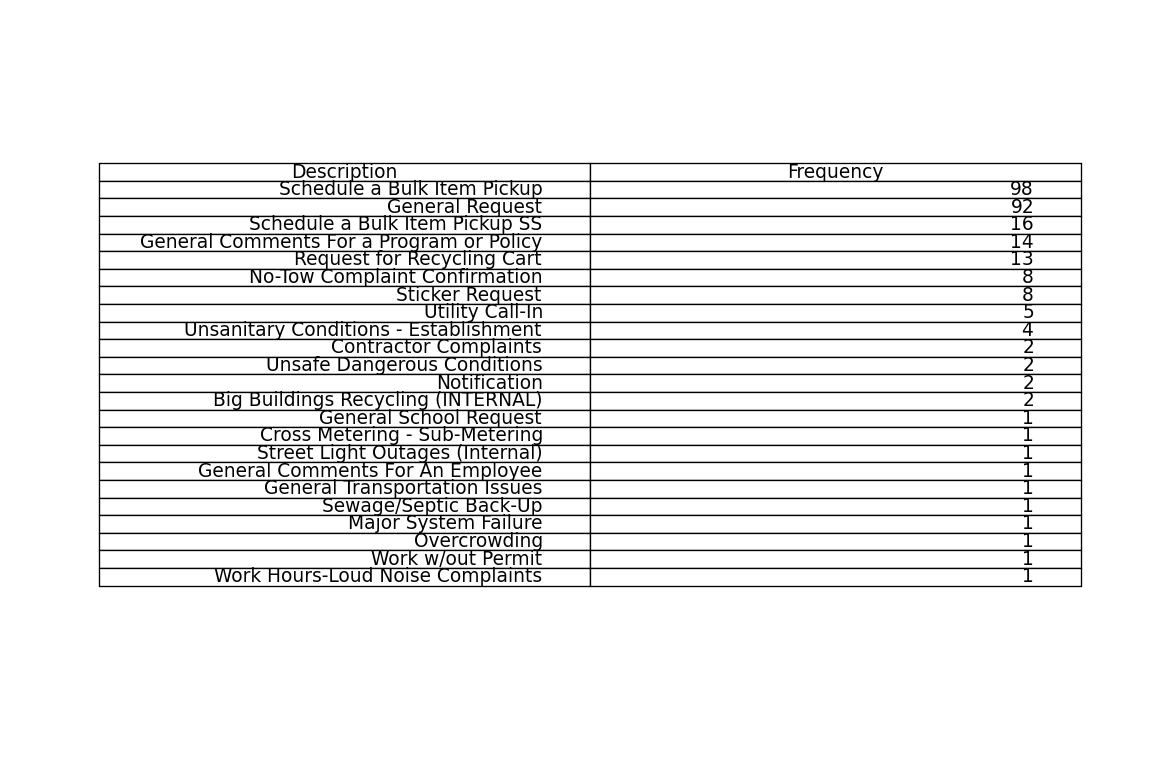 Description Frequency
Schedule a Bulk Item Pickup 98
General Request 92
Schedule a Bulk Item Pickup SS 16
General Comments For a Program or Policy 14
Request for Recycling Cart 13
No-Tow Complaint Confirmation 8
Sticker Request 8
Utility Call-In 5
Unsanitary Conditions - Establishment 4
Contractor Complaints 2
Unsafe Dangerous Conditions 2
Notification 2
Big Buildings Recycling (INTERNAL) 2
General School Request 1
Cross Metering - Sub-Metering 1
Street Light Outages (Internal) 1
General Comments For An Employee 1
General Transportation Issues 1
Sewage/Septic Back-Up 1
Major System Failure 1
Overcrowding 1
Work w/out Permit 1
Work Hours-Loud Noise Complaints 1